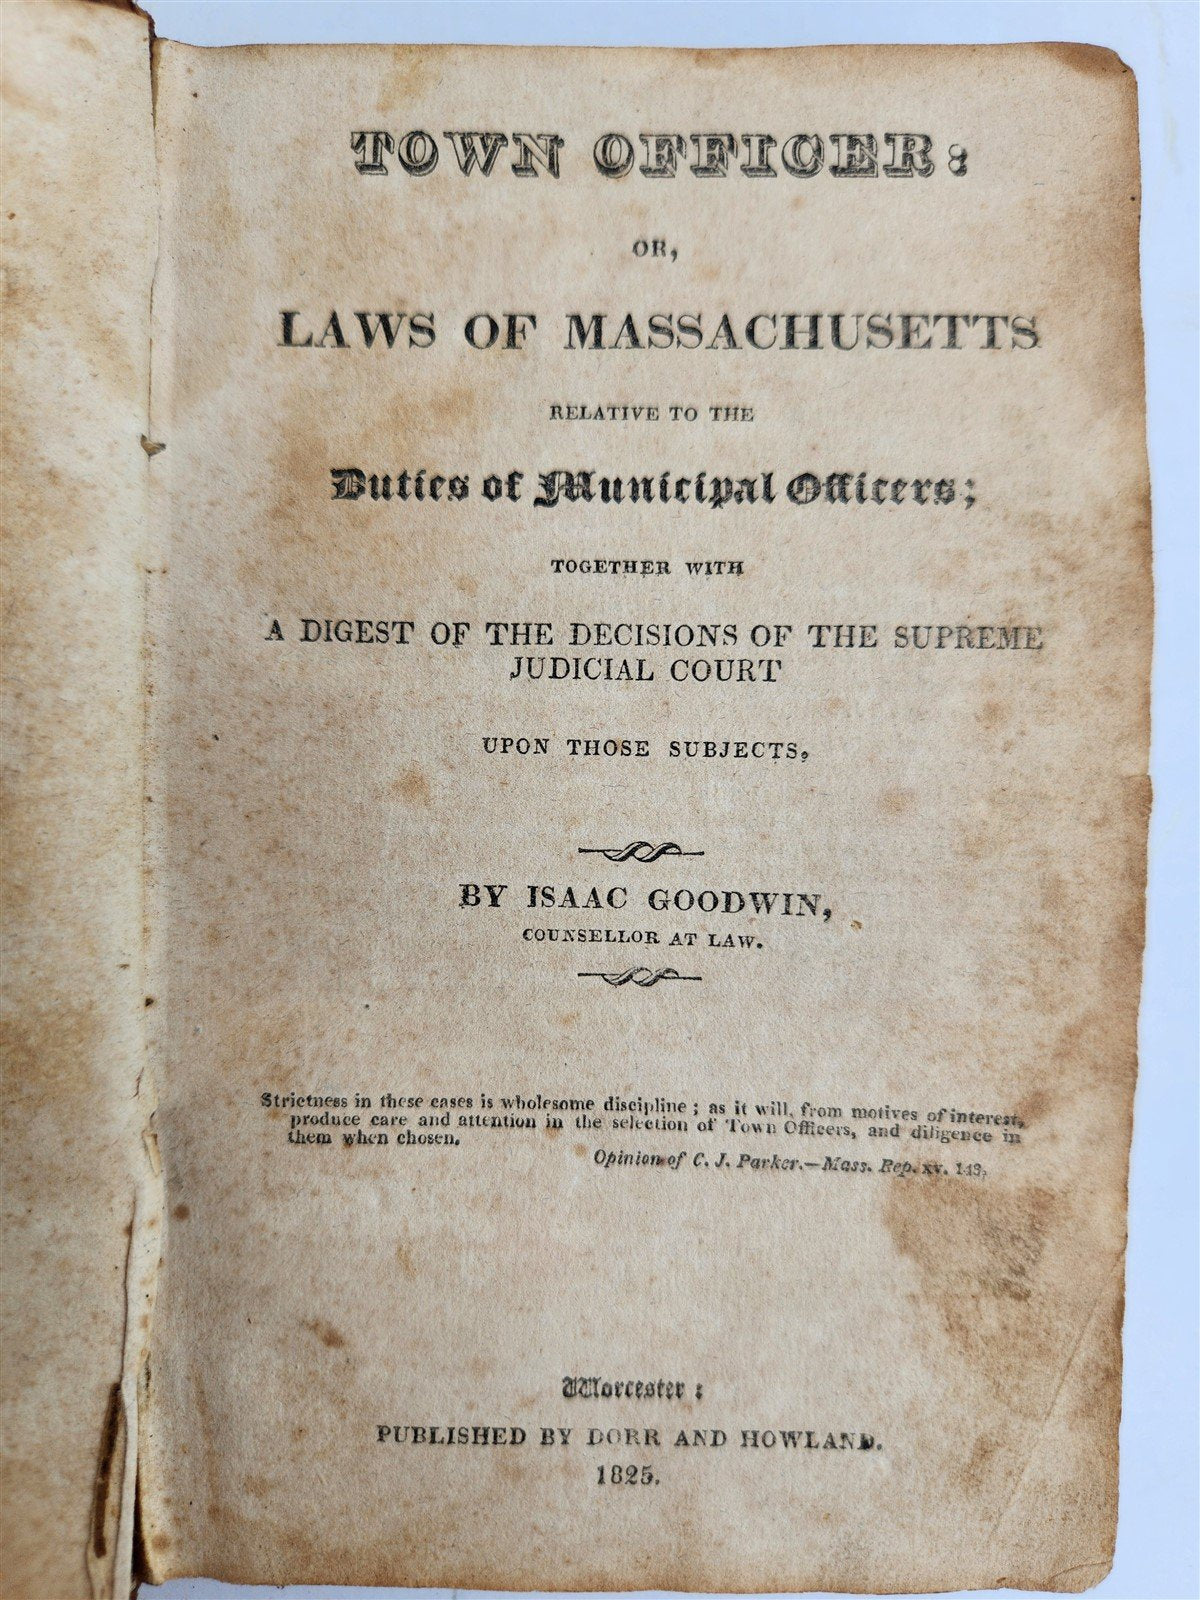 TOWN OFFICER:
OR,
LAWS OF MASSACHUSETTS
RELATIVE TO THE
Duties of Municipal Officers;
TOGETHER WITH
A DIGEST OF THE DECISIONS OF THE SUPREME
JUDICIAL COURT
UPON THOSE SUBJECTS.
BY ISAAC GOODWIN,
COUNSELLOR AT LAW.
Strictness in these cases is wholesome discipline; as it will, from motives of interest,
produce care and attention in the selection of Town Officers, and diligence in
them when chosen.
Opinion of C. J. Parker.—Mass. Rep. xv. 143.
Worcester:
PUBLISHED BY DORR AND HOWLAND.
1825.